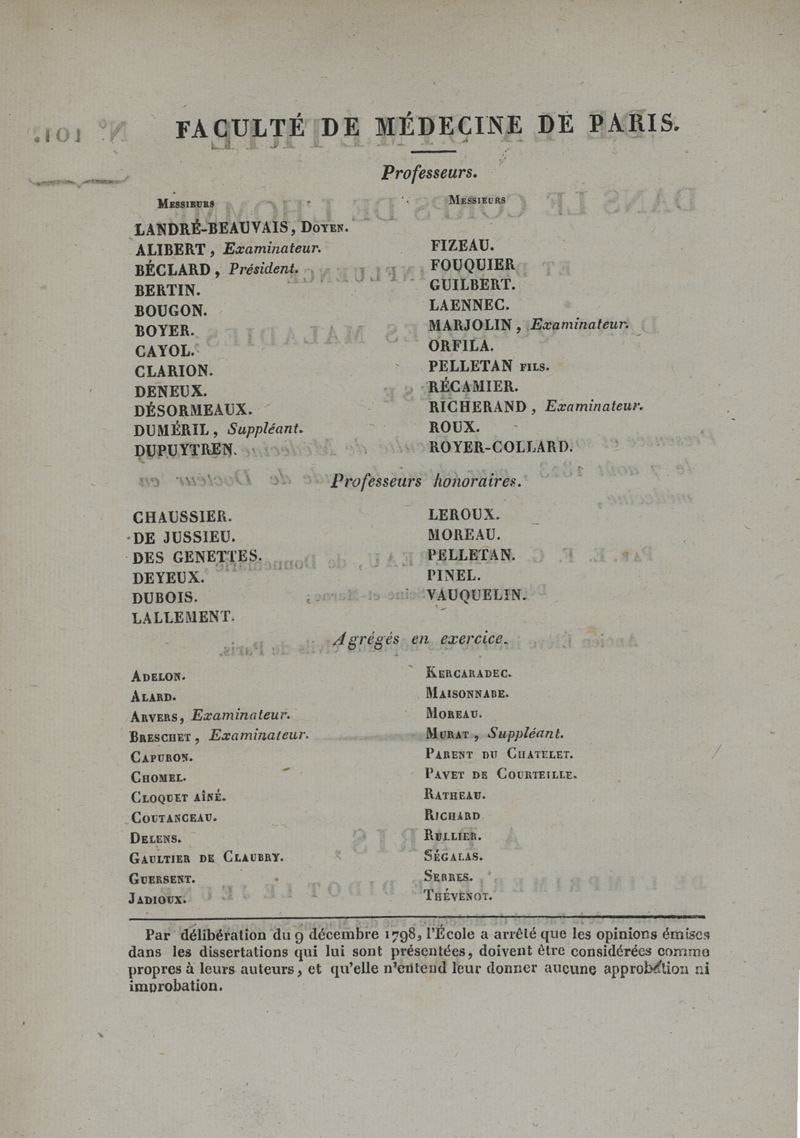 FACULTÉ DE MÉDECINE DE PARIS.
Professeurs.
Messieurs
LANDRÉ-BEAUVAIS, Doyen.
ALIBERT, Examinateur.
BÉCLARD, Président.
BERTIN.
BOUGON.
BOYER.
CAYOL.
CLARION.
DENEUX.
DÉSORMEAUX.
DUMÉRIL, Suppléant.
DUPUYTREN.
Messieurs
FIZEAU.
FOUQUIER
GUILBERT.
LAENNEC.
MARJOLIN, Examinateur.
ORFILA.
PELLETAN FILS.
RÉCAMIER.
RICHERAND, Examinateur.
ROUX.
ROYER-COLLARD.
Professeurs honoraires.
CHAUSSIER.
DE JUSSIEU.
DES GENETTES.
DEYEUX.
DUBOIS.
LALLEMENT.
LEROUX.
MOREAU.
PELLETAN.
PINEL.
VAUQUELIN.
Agrégés en exercice.
Adelon.
Alard.
Arvers, Examinateur.
Breschet, Examinateur.
Capuron.
Chomel.
Cloquet aîné.
Coutanceau.
Delens.
Gaultier de Claubry.
Guersent.
Jadioux.
Kercaradec.
Maisonnabe.
Moreau.
Murat, Suppléant.
Parent du Chatelet.
Pavet de Courteille.
Ratheau.
Richard
Rullier.
Ségalas.
Serres.
Thévenot.
Par délibération du 9 décembre 1798, l'École a arrêté que les opinions émises
dans les dissertations qui lui sont présentées, doivent être considérées comme
propres à leurs auteurs, et qu'elle n'entend leur donner aucune approbation ni
improbation.